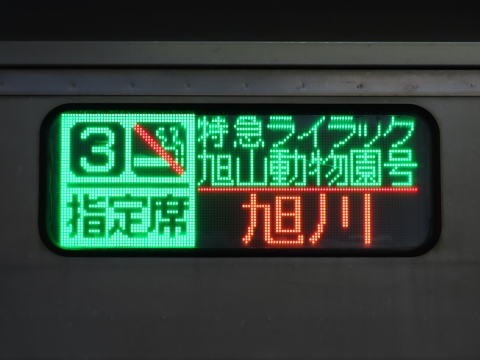 3
指定席
特急ライラック
旭山動物園号
旭川